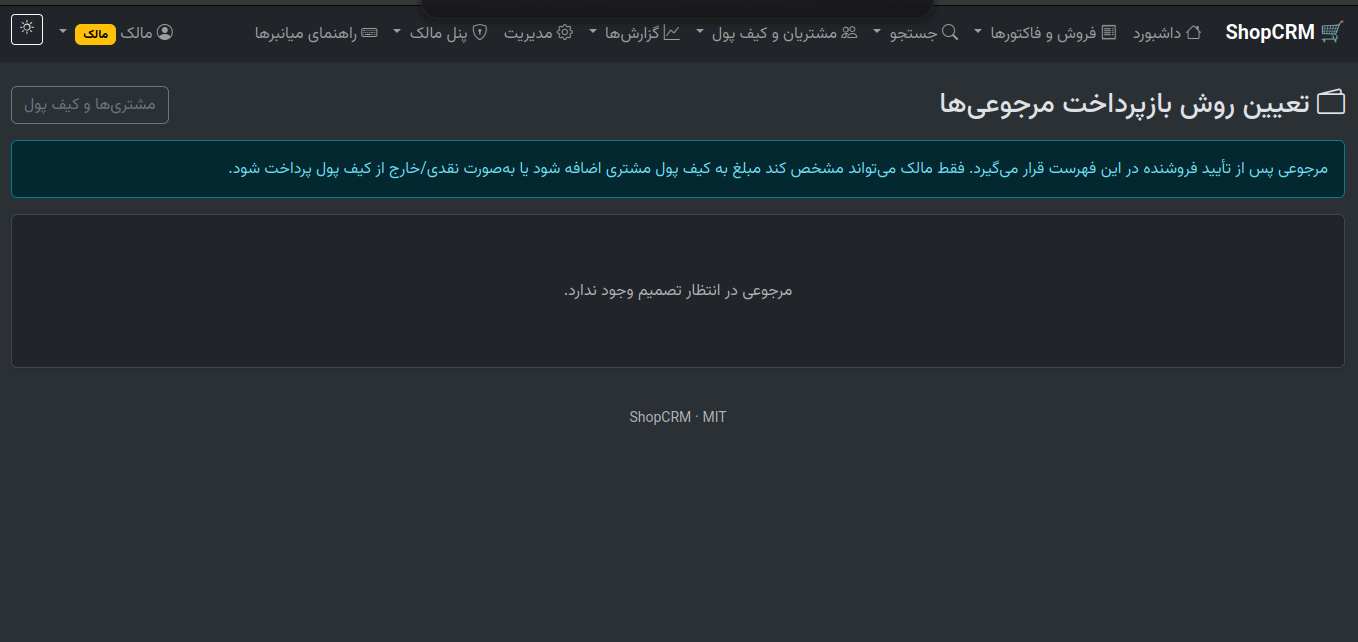 ShopCRM داشبورد فروش و فاکتورها جستجو مشتریان و کیف پول گزارش‌ها مدیریت پنل مالک راهنمای میانبرها مالک مالک
تعیین روش بازپرداخت مرجوعی‌ها
مشتری‌ها و کیف پول
مرجوعی پس از تأیید فروشنده در این فهرست قرار می‌گیرد. فقط مالک می‌تواند مشخص کند مبلغ به کیف پول مشتری اضافه شود یا به‌صورت نقدی/خارج از کیف پول پرداخت شود.
مرجوعی در انتظار تصمیم وجود ندارد.
ShopCRM · MIT